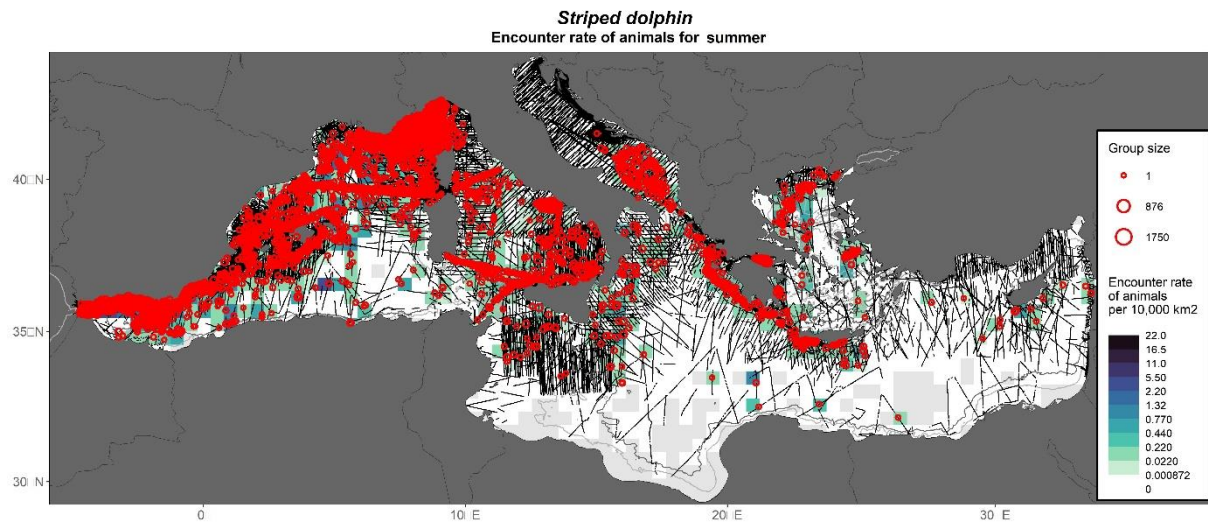 Striped dolphin
Encounter rate of animals for summer
40□N
35□N
30□N
0
10□E
20□E
30□E
Group size
1
876
1750
Encounter rate
of animals
per 10,000 km2
22.0
16.5
11.0
5.50
2.20
1.32
0.770
0.440
0.220
0.0220
0.000872
0